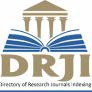 DRJI
Directory of Research Journals Indexing